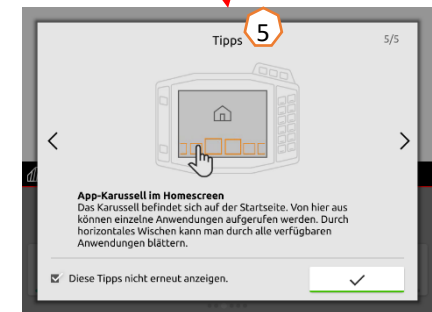 Tipps
5
5/5
App-Karussell im Homescreen
Das Karussell befindet sich auf der Startseite. Von hier aus
können einzelne Anwendungen aufgerufen werden. Durch
horizontales Wischen kann man durch alle verfügbaren
Anwendungen blättern.
Diese Tipps nicht erneut anzeigen.